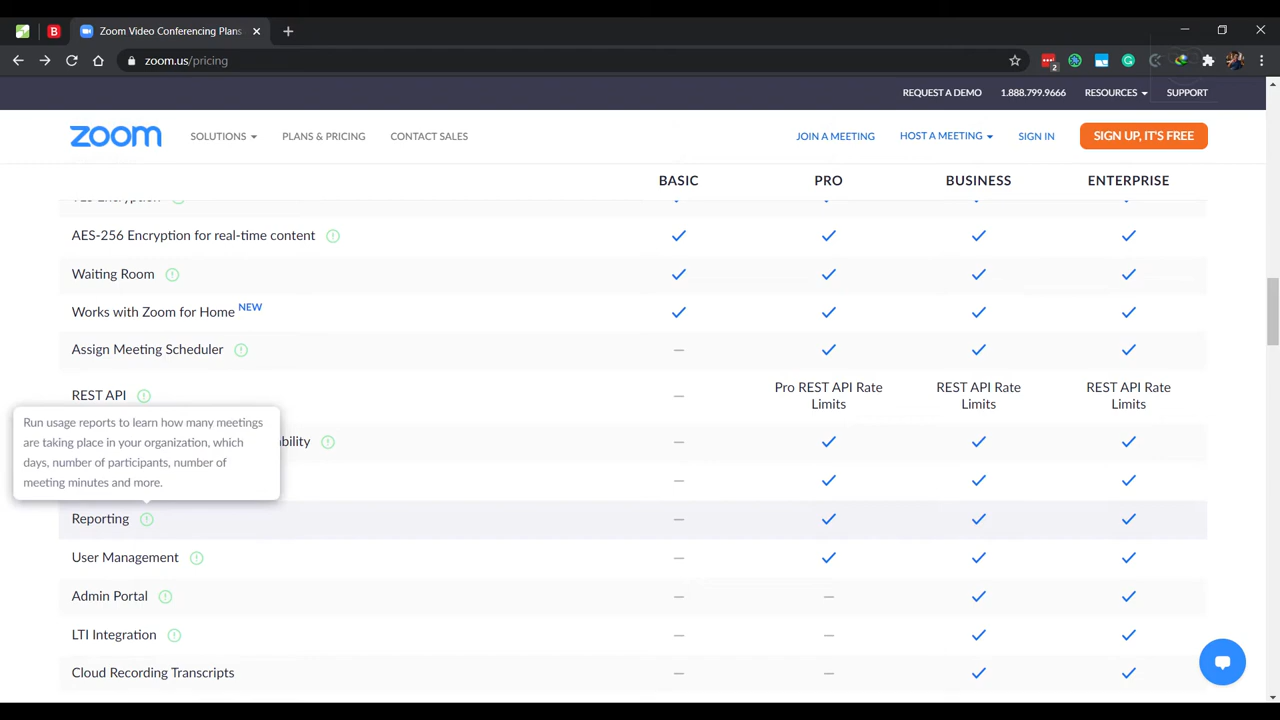 Zoom Video Conferencing Plans
zoom.us/pricing
2
REQUEST A DEMO 1.888.799.9666 RESOURCES SUPPORT
zoom SOLUTIONS PLANS & PRICING CONTACT SALES JOIN A MEETING HOST A MEETING SIGN IN SIGN UP, IT'S FREE
BASIC PRO BUSINESS ENTERPRISE
AES-256 Encryption for real-time content
Waiting Room
Works with Zoom for Home NEW
Assign Meeting Scheduler
REST API Pro REST API Rate Limits REST API Rate Limits REST API Rate Limits
Run usage reports to learn how many meetings
are taking place in your organization, which
days, number of participants, number of
meeting minutes and more.
ability
Reporting
User Management
Admin Portal
LTI Integration
Cloud Recording Transcripts